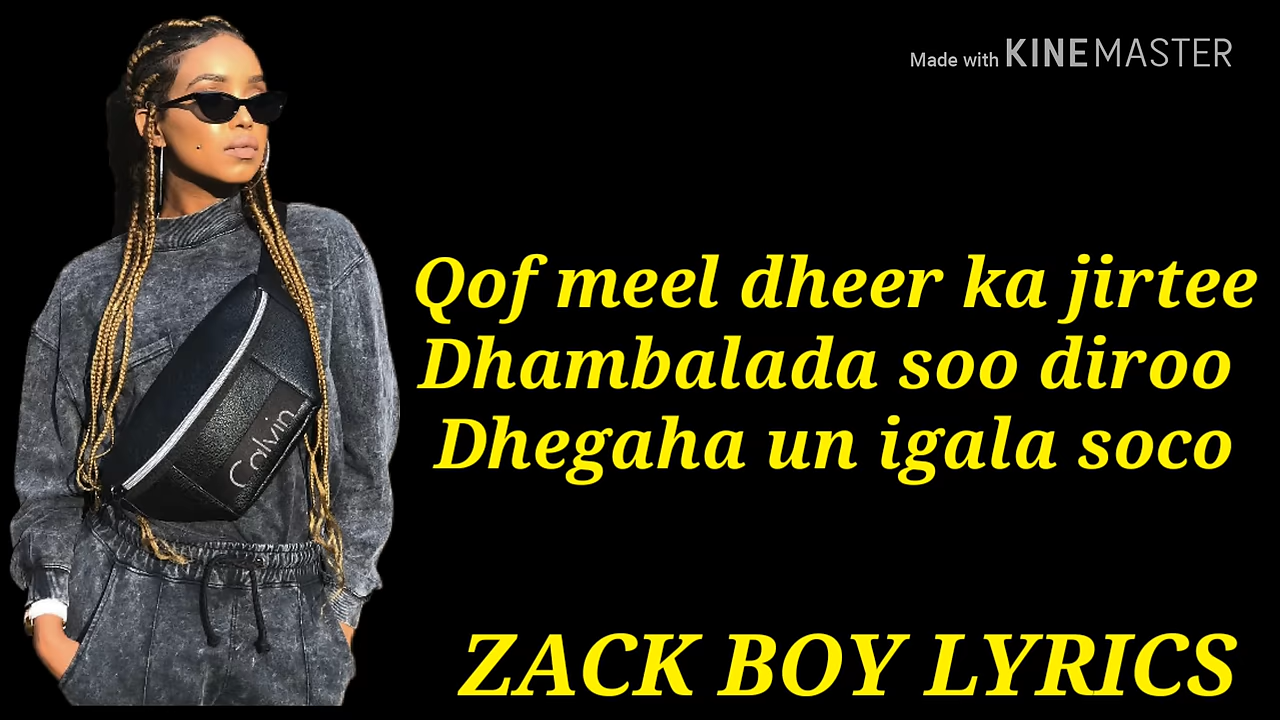 Made with KINEMASTER
Qof meel dheer ka jirtee
Dhambalada soo diroo
Dhegaha un igala soco
Calvin
ZACK BOY LYRICS